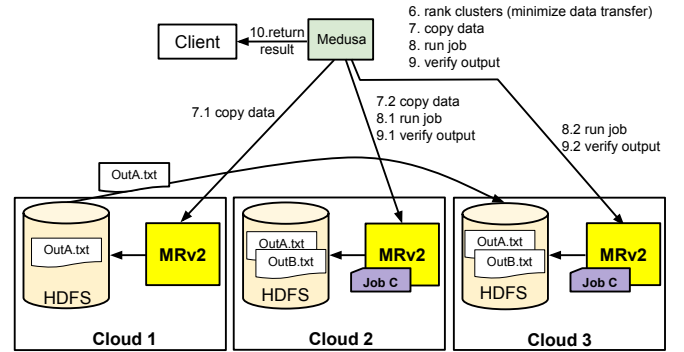 6. rank clusters (minimize data transfer)
7. copy data
8. run job
9. verify output
Client
10.return
result
Medusa
7.1 copy data
7.2 copy data
8.1 run job
9.1 verify output
8.2 run job
9.2 verify output
OutA.txt
OutA.txt
MRv2
HDFS
Cloud 1
OutA.txt
OutB.txt
MRv2
Job C
HDFS
Cloud 2
OutA.txt
OutB.txt
MRv2
Job C
HDFS
Cloud 3